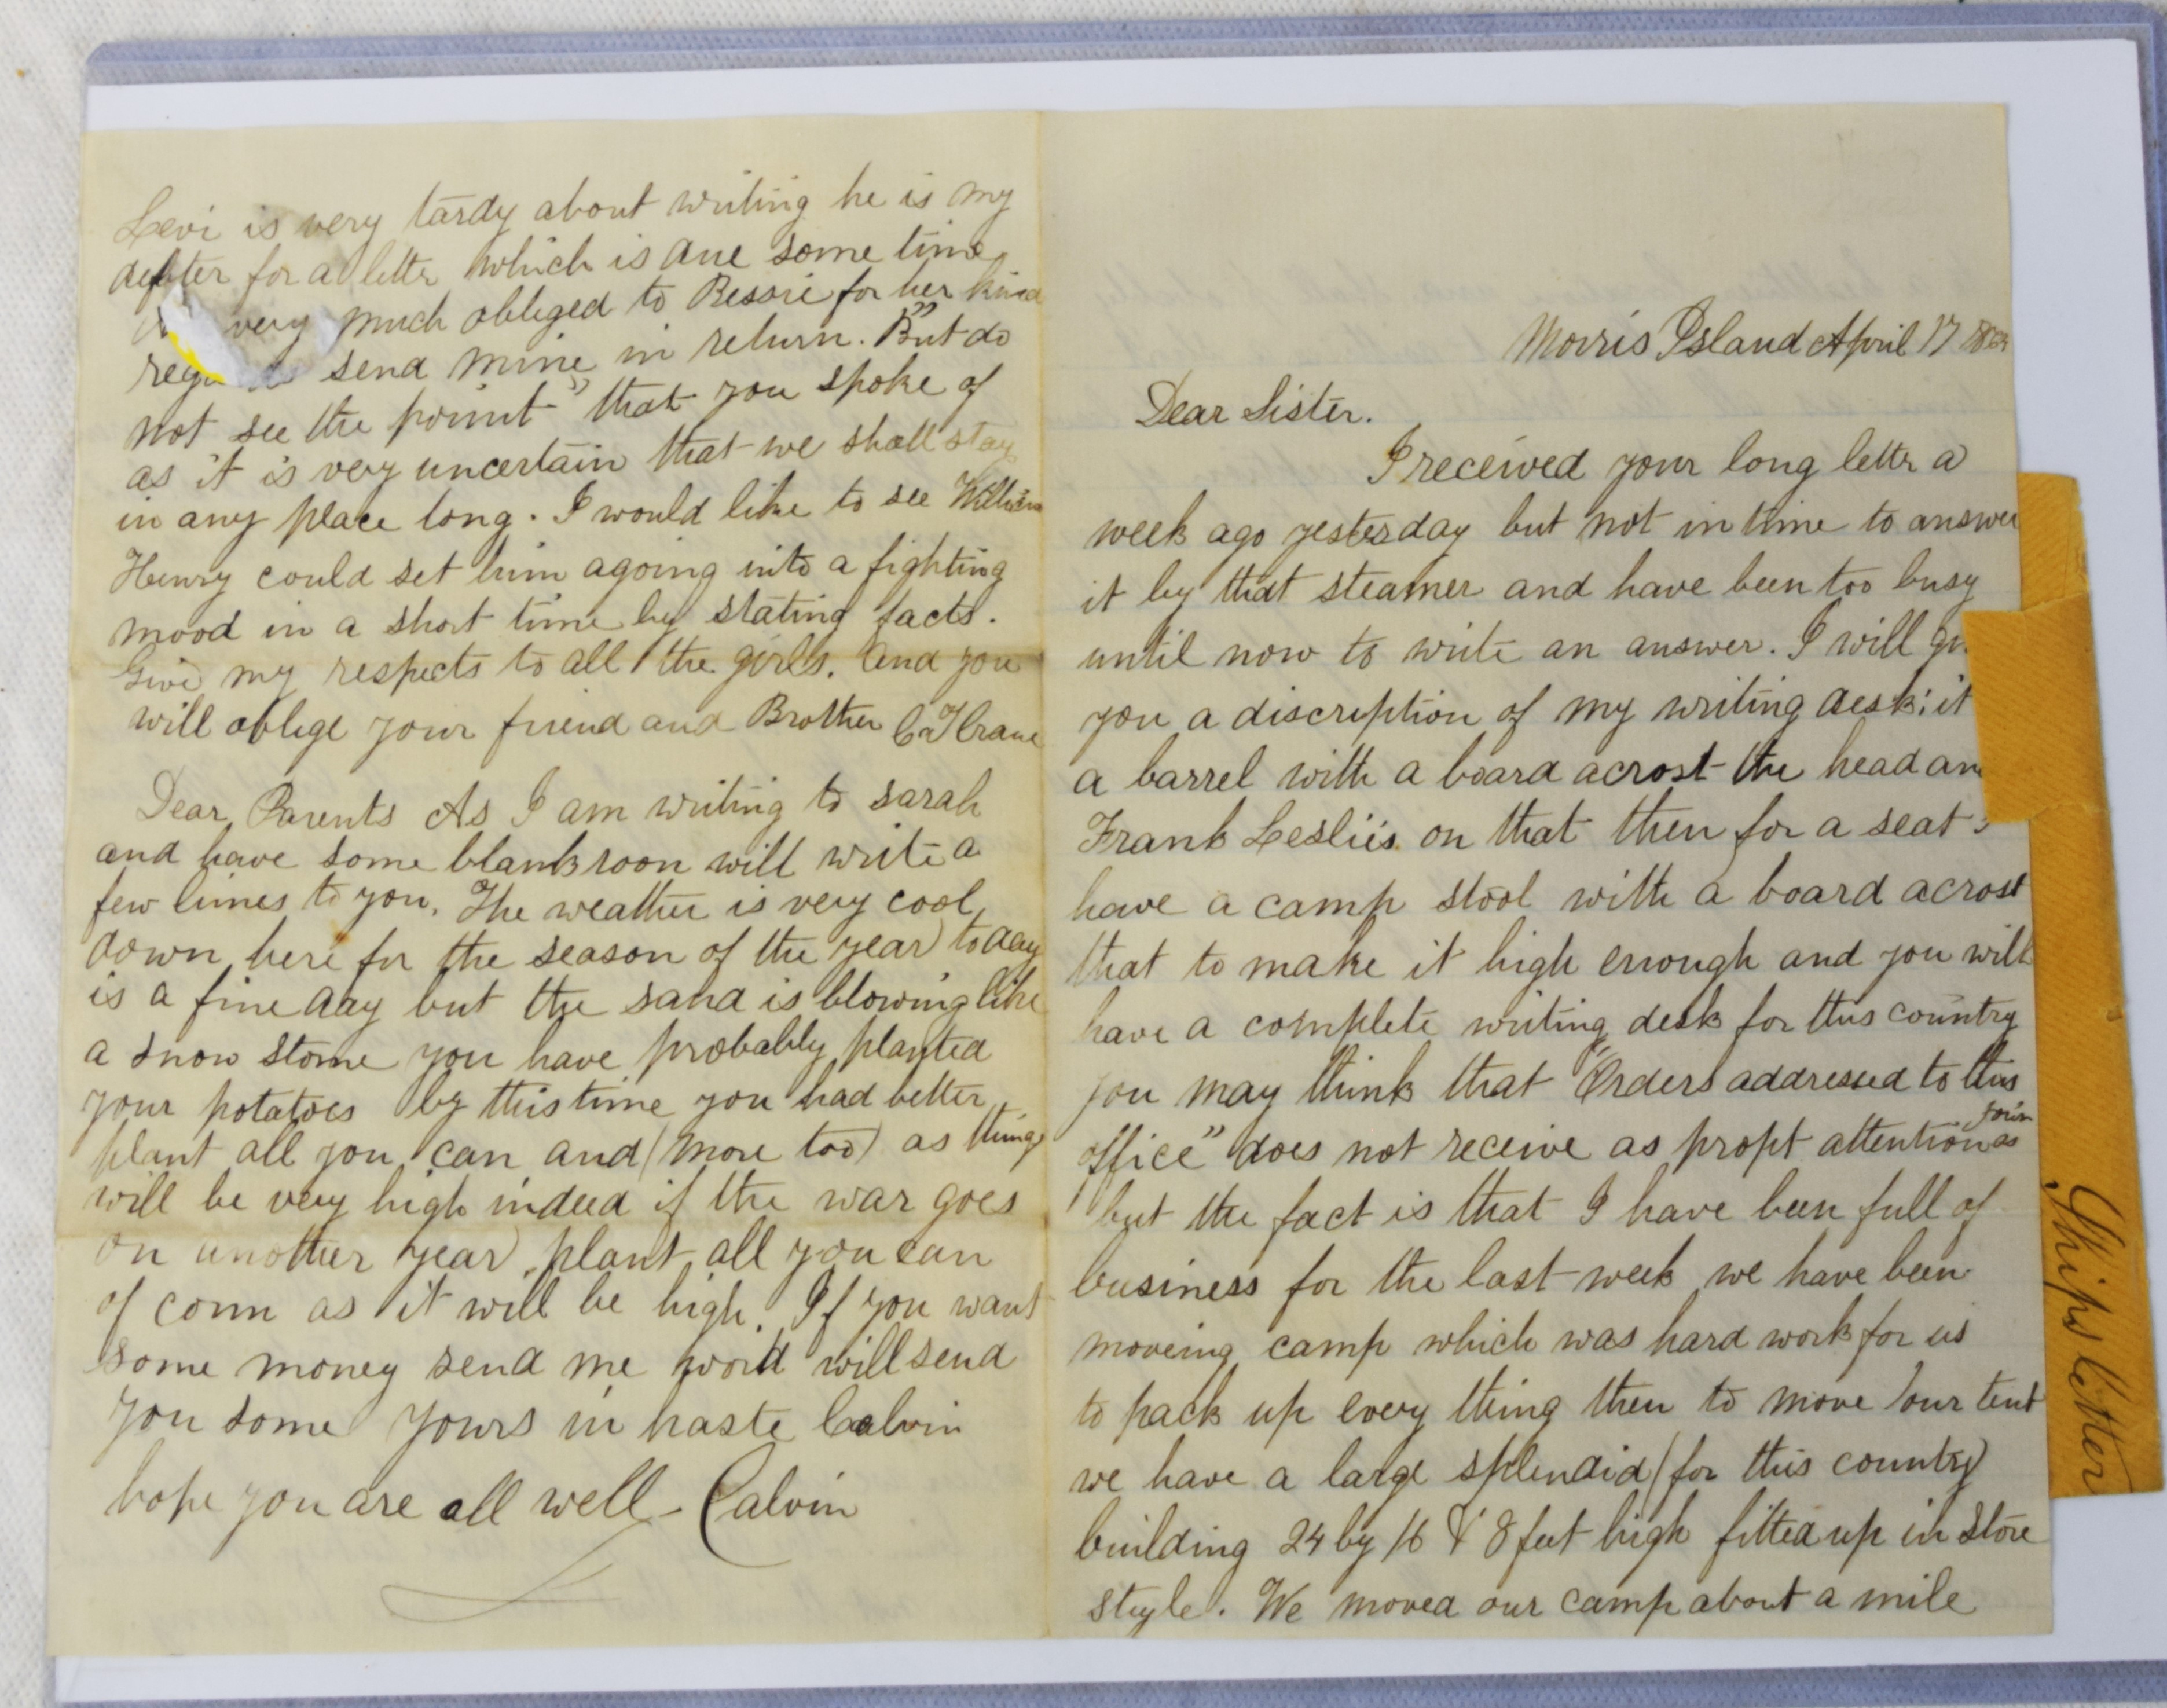 Morris Island April 17 1864
Dear Sister.
I received your long letter a
week ago yesterday but not in time to answer
it by that steamer and have been too busy
until now to write an answer. I will
you a discription of my writing desk: it
a barrel with a board acrost the head an
Frank Leslies on that then for a seat
have a camp stool with a board acrost
that to make it high enough and you will
have a complete writing desk for this country
you may think that "Orders addressed to this
office" does not receive as propt attention as
but the fact is that I have been full of
business for the last week we have been
moveing camp which was hard work for us
to pack up every thing then to move our tent
we have a large splendid (for this country)
building 24 by 16 & 8 feet high fitted up in store
style. We moved our camp about a mile
Levi is very tardy about writing he is my
debter for a letter which is due some time
very much obliged to Bessie for her kind
send mine in return. "But do
not see the point" that you spoke of
as it is very uncertain that we shall stay
in any place long. I would like to see William
Henry could set him agoing into a fighting
mood in a short time by stating facts.
Give my respects to all the girls. And you
will oblige your friend and Brother C T Crane
Dear Parents As I am writing to Sarah
and have some blank room will write a
few lines to you. The weather is very cool
down here for the season of the year today
is a fine day but the sand is blowing like
a snow storme you have probably planted
your potatoes by this time you had better
plant all you can and (more too) as things
will be very high indeed if the war goes
on another year plant all you can
of corn as it will be high. If you want
some money send me word will send
you some Yours in haste Calvin
hope you are all well - Calvin
Ships Letter